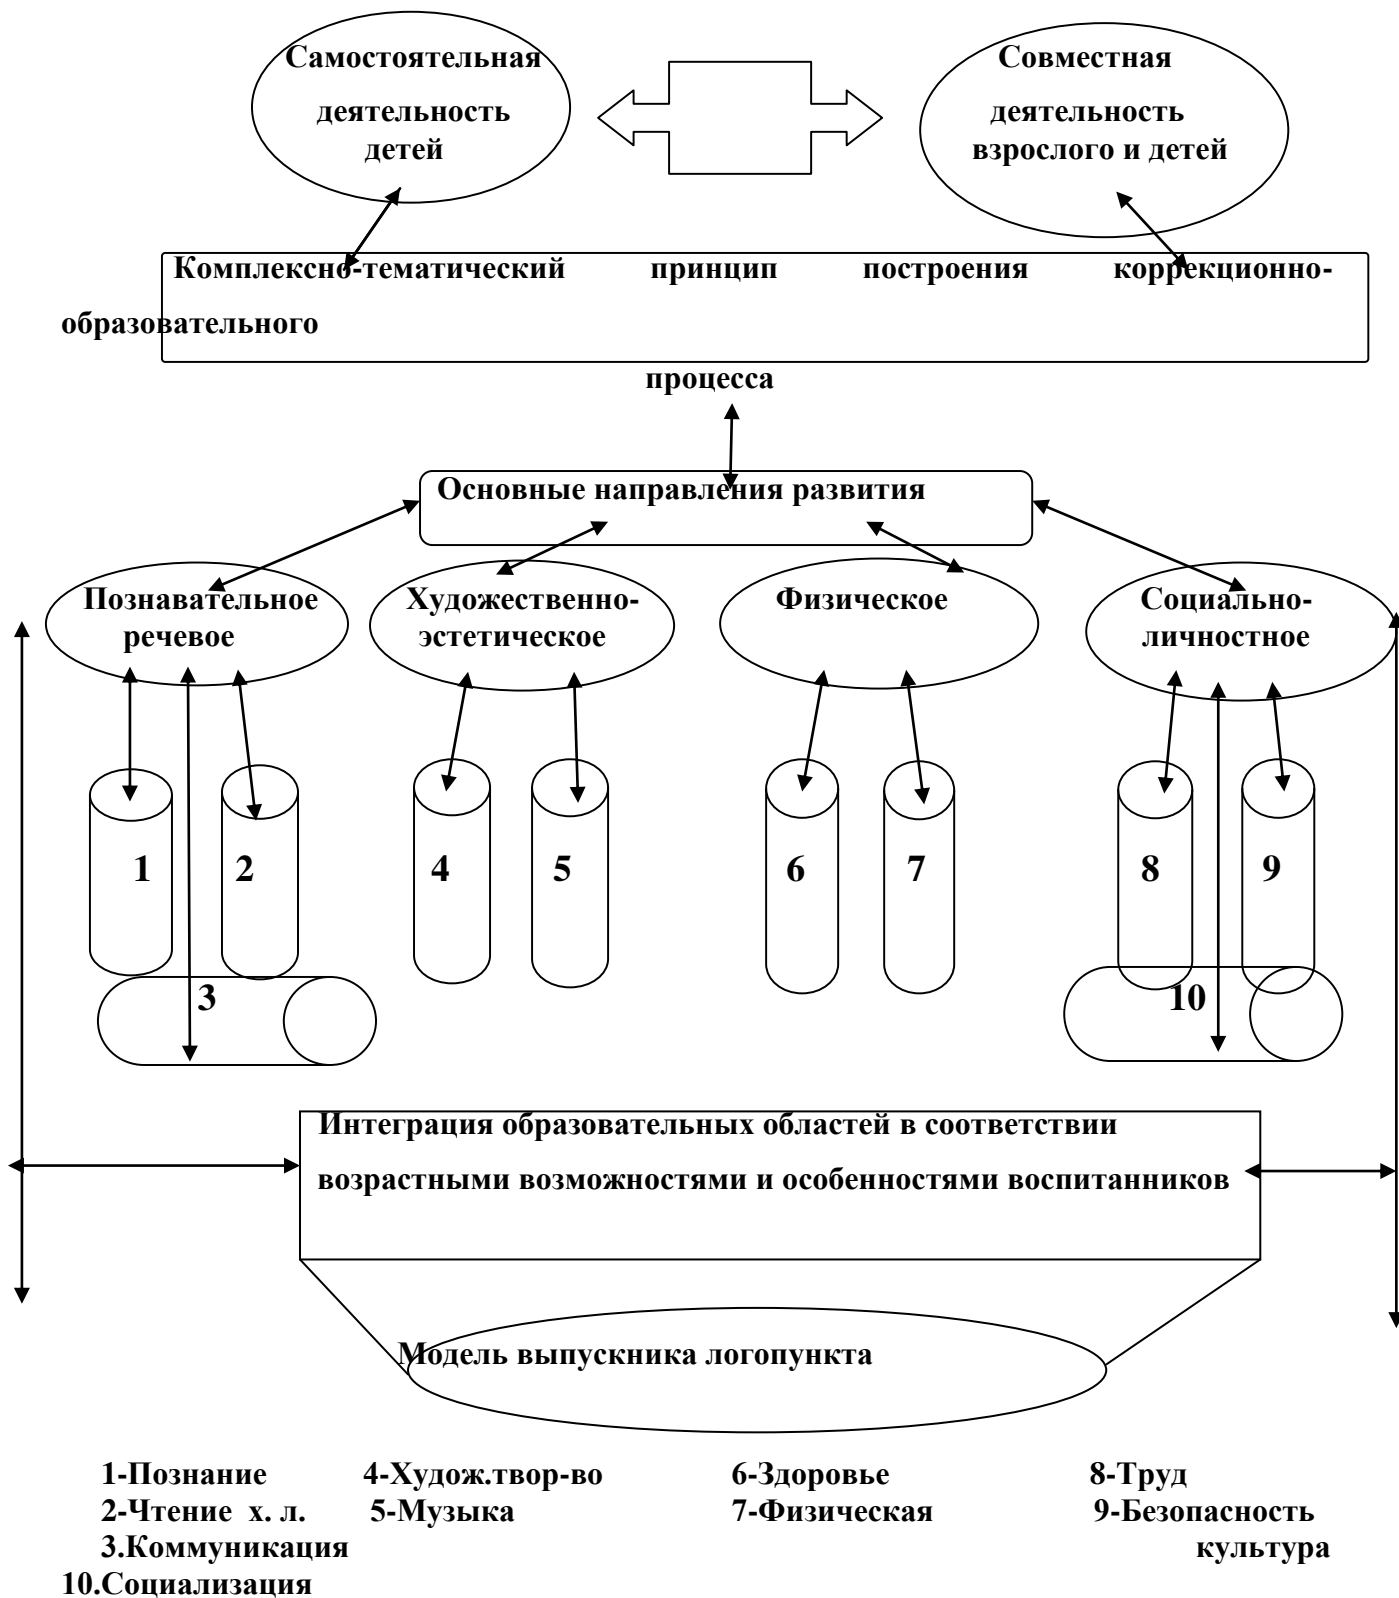 Самостоятельная
деятельность
детей
Совместная
деятельность
взрослого и детей
Комплексно-тематический принцип построения коррекционно-
образовательного
процесса
Основные направления развития
Познавательное
речевое
Художественно-
эстетическое
Физическое
Социально-
личностное
1
2
3
4
5
6
7
8
9
10
Интеграция образовательных областей в соответствии
возрастными возможностями и особенностями воспитанников
Модель выпускника логопункта
1-Познание 4-Худож.твор-во 6-Здоровье 8-Труд
2-Чтение х. л. 5-Музыка 7-Физическая 9-Безопасность
3.Коммуникация культура
10.Социализация